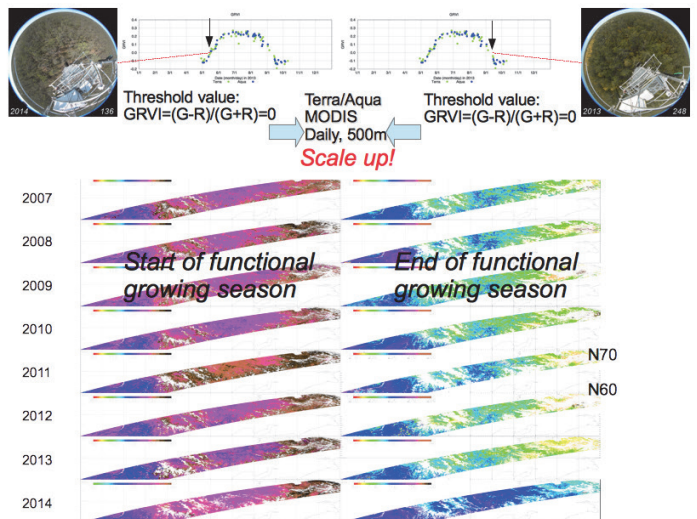 GRVI
GRVI
2014
136
2013
248
Threshold value:
GRVI=(G-R)/(G+R)=0
Terra/Aqua
MODIS
Daily, 500m
Threshold value:
GRVI=(G-R)/(G+R)=0
Scale up!
2007
2008
2009
2010
2011
2012
2013
2014
Start of functional
growing season
End of functional
growing season
N70
N60